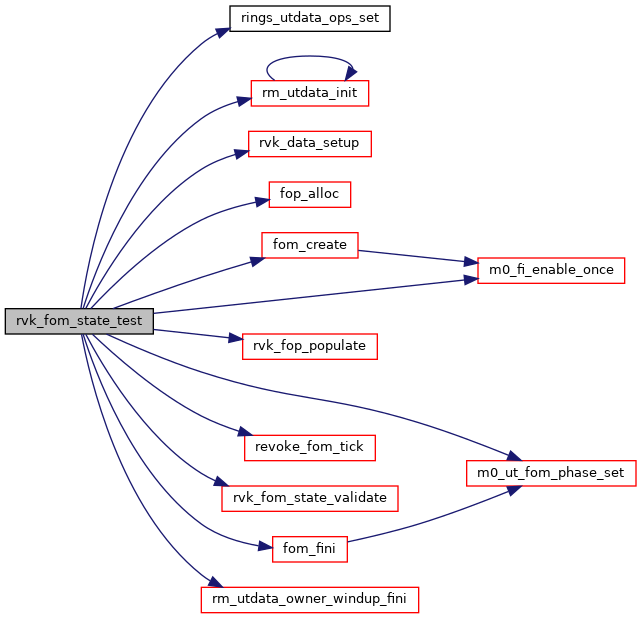 rings_utdata_ops_set
rm_utdata_init
rvk_data_setup
fop_alloc
fom_create
m0_fi_enable_once
rvk_fom_state_test
rvk_fop_populate
revoke_fom_tick
m0_ut_fom_phase_set
rvk_fom_state_validate
fom_fini
rm_utdata_owner_windup_fini